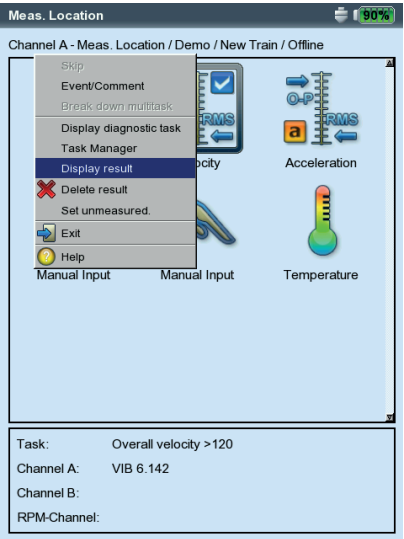 Meas. Location
90%
Channel A - Meas. Location / Demo / New Train / Offline
Skip
Event/Comment
Break down multitask
Display diagnostic task
Task Manager
Display result
Delete result
Set unmeasured.
Exit
Help
RMS
ocity
O-P
RMS
a
Acceleration
Manual Input
Manual Input
Temperature
Task: Overall velocity >120
Channel A: VIB 6.142
Channel B:
RPM-Channel: